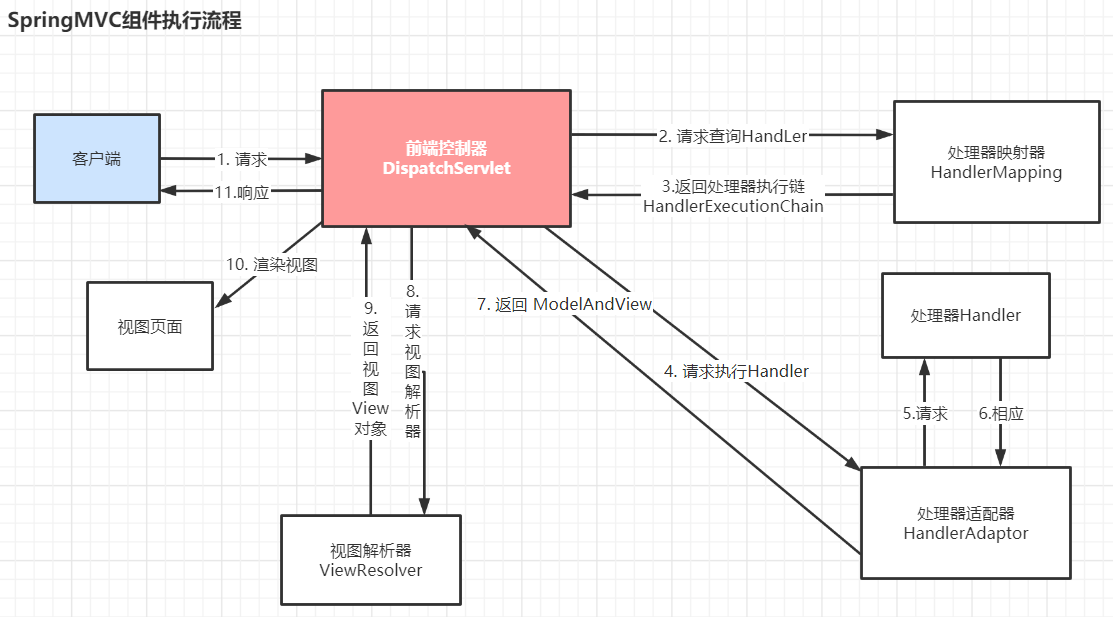 SpringMVC组件执行流程
客户端
1. 请求
11.响应
前端控制器
DispatchServlet
2. 请求查询HandLer
3.返回处理器执行链
HandlerExecutionChain
处理器映射器
HandlerMapping
10. 渲染视图
视图页面
9.
返
回
视
图
View
对象
8.
请
求
视
图
解
析
器
7. 返回 ModelAndView
4. 请求执行Handler
处理器Handler
5.请求
6.相应
处理器适配器
HandlerAdaptor
视图解析器
ViewResolver